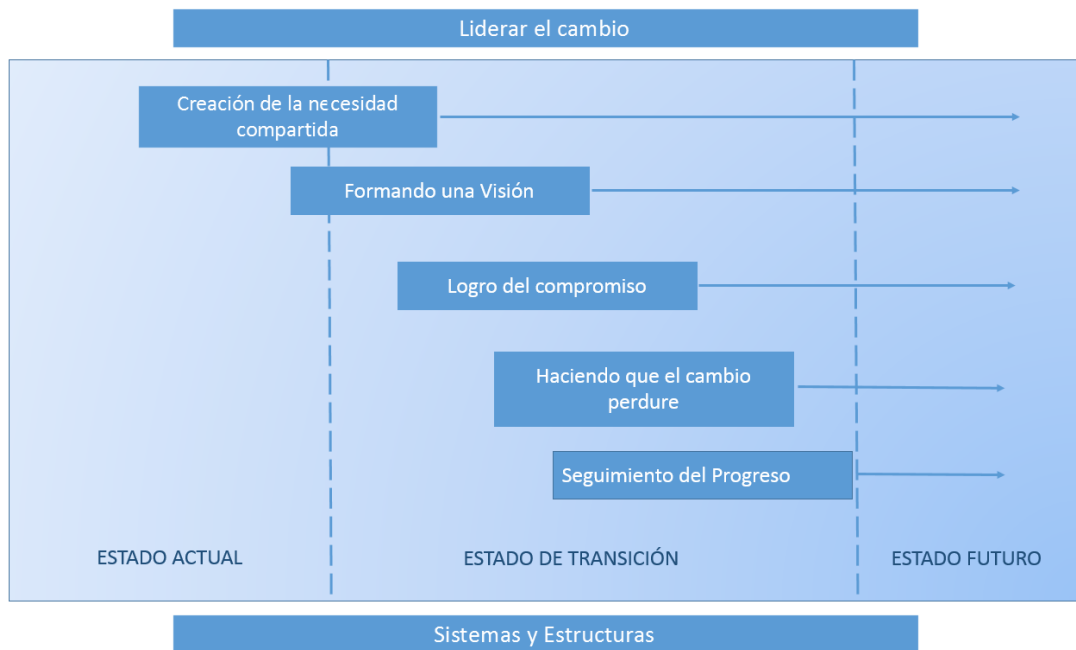 Liderar el cambio
Creación de la necesidad
compartida
Formando una Visión
Logro del compromiso
Haciendo que el cambio
perdure
Seguimiento del Progreso
ESTADO ACTUAL
ESTADO DE TRANSICIÓN
ESTADO FUTURO
Sistemas y Estructuras